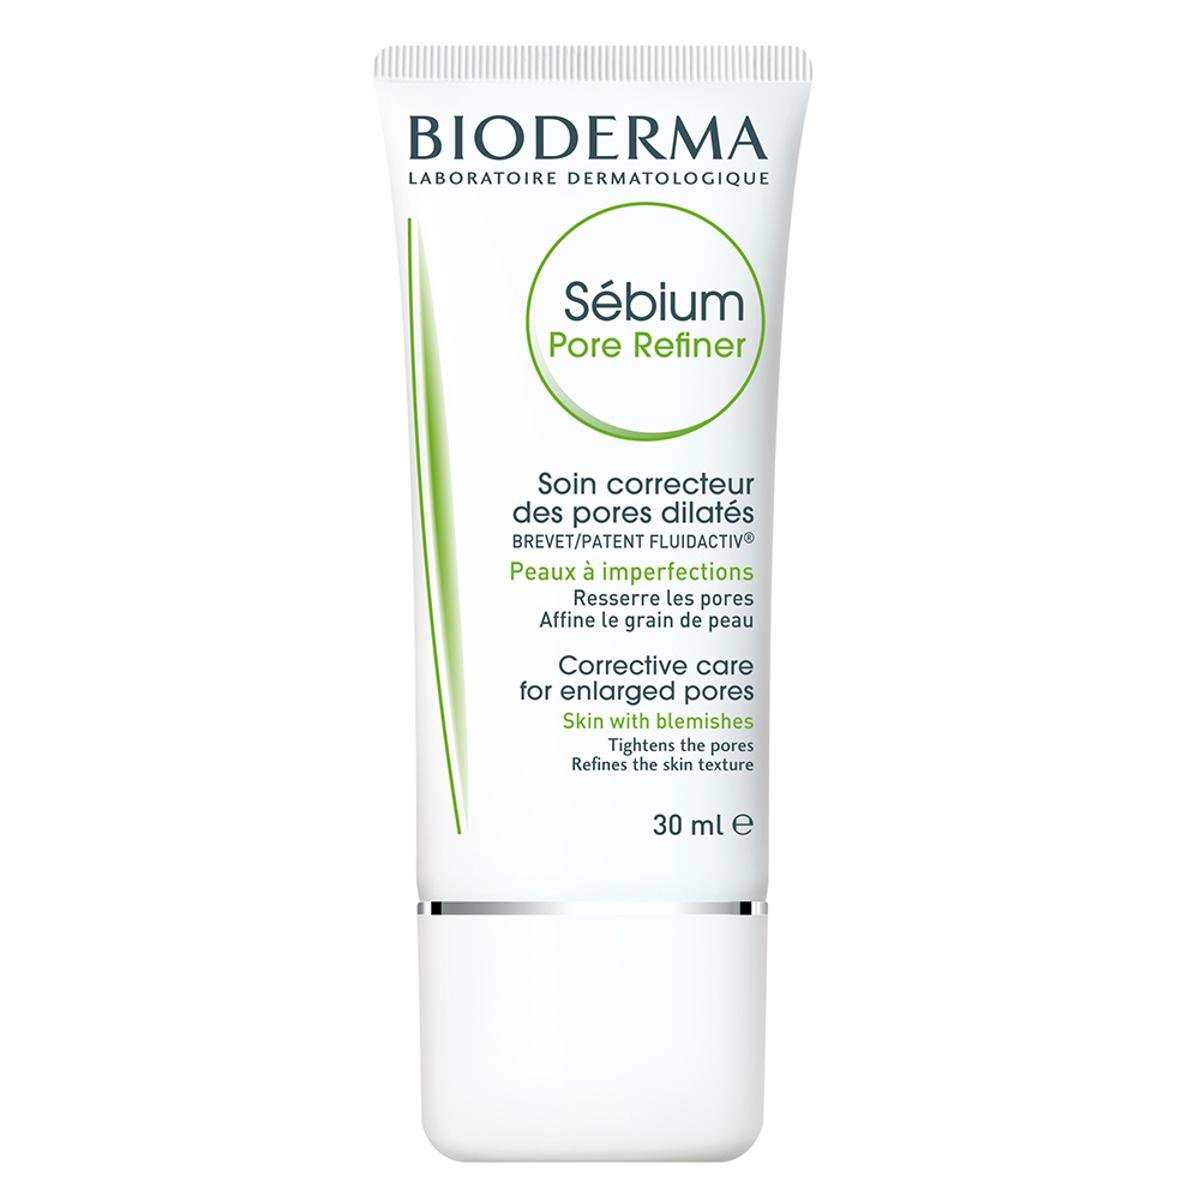 BIODERMA
LABORATOIRE DERMATOLOGIQUE
Sébium
Pore Refiner
Soin correcteur
des pores dilatés
BREVET/PATENT FLUIDACTIV®
Peaux à imperfections
Resserre les pores
Affine le grain de peau
Corrective care
for enlarged pores
Skin with blemishes
Tightens the pores
Refines the skin texture
30 ml ℮